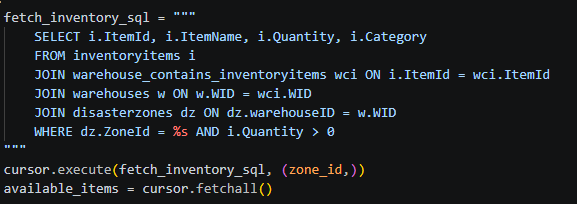 fetch_inventory_sql = """
    SELECT i.ItemId, i.ItemName, i.Quantity, i.Category
    FROM inventoryitems i
    JOIN warehouse_contains_inventoryitems wci ON i.ItemId = wci.ItemId
    JOIN warehouses w ON w.WID = wci.WID
    JOIN disasterzones dz ON dz.warehouseID = w.WID
    WHERE dz.ZoneId = %s AND i.Quantity > 0
"""
cursor.execute(fetch_inventory_sql, (zone_id,))
available_items = cursor.fetchall()